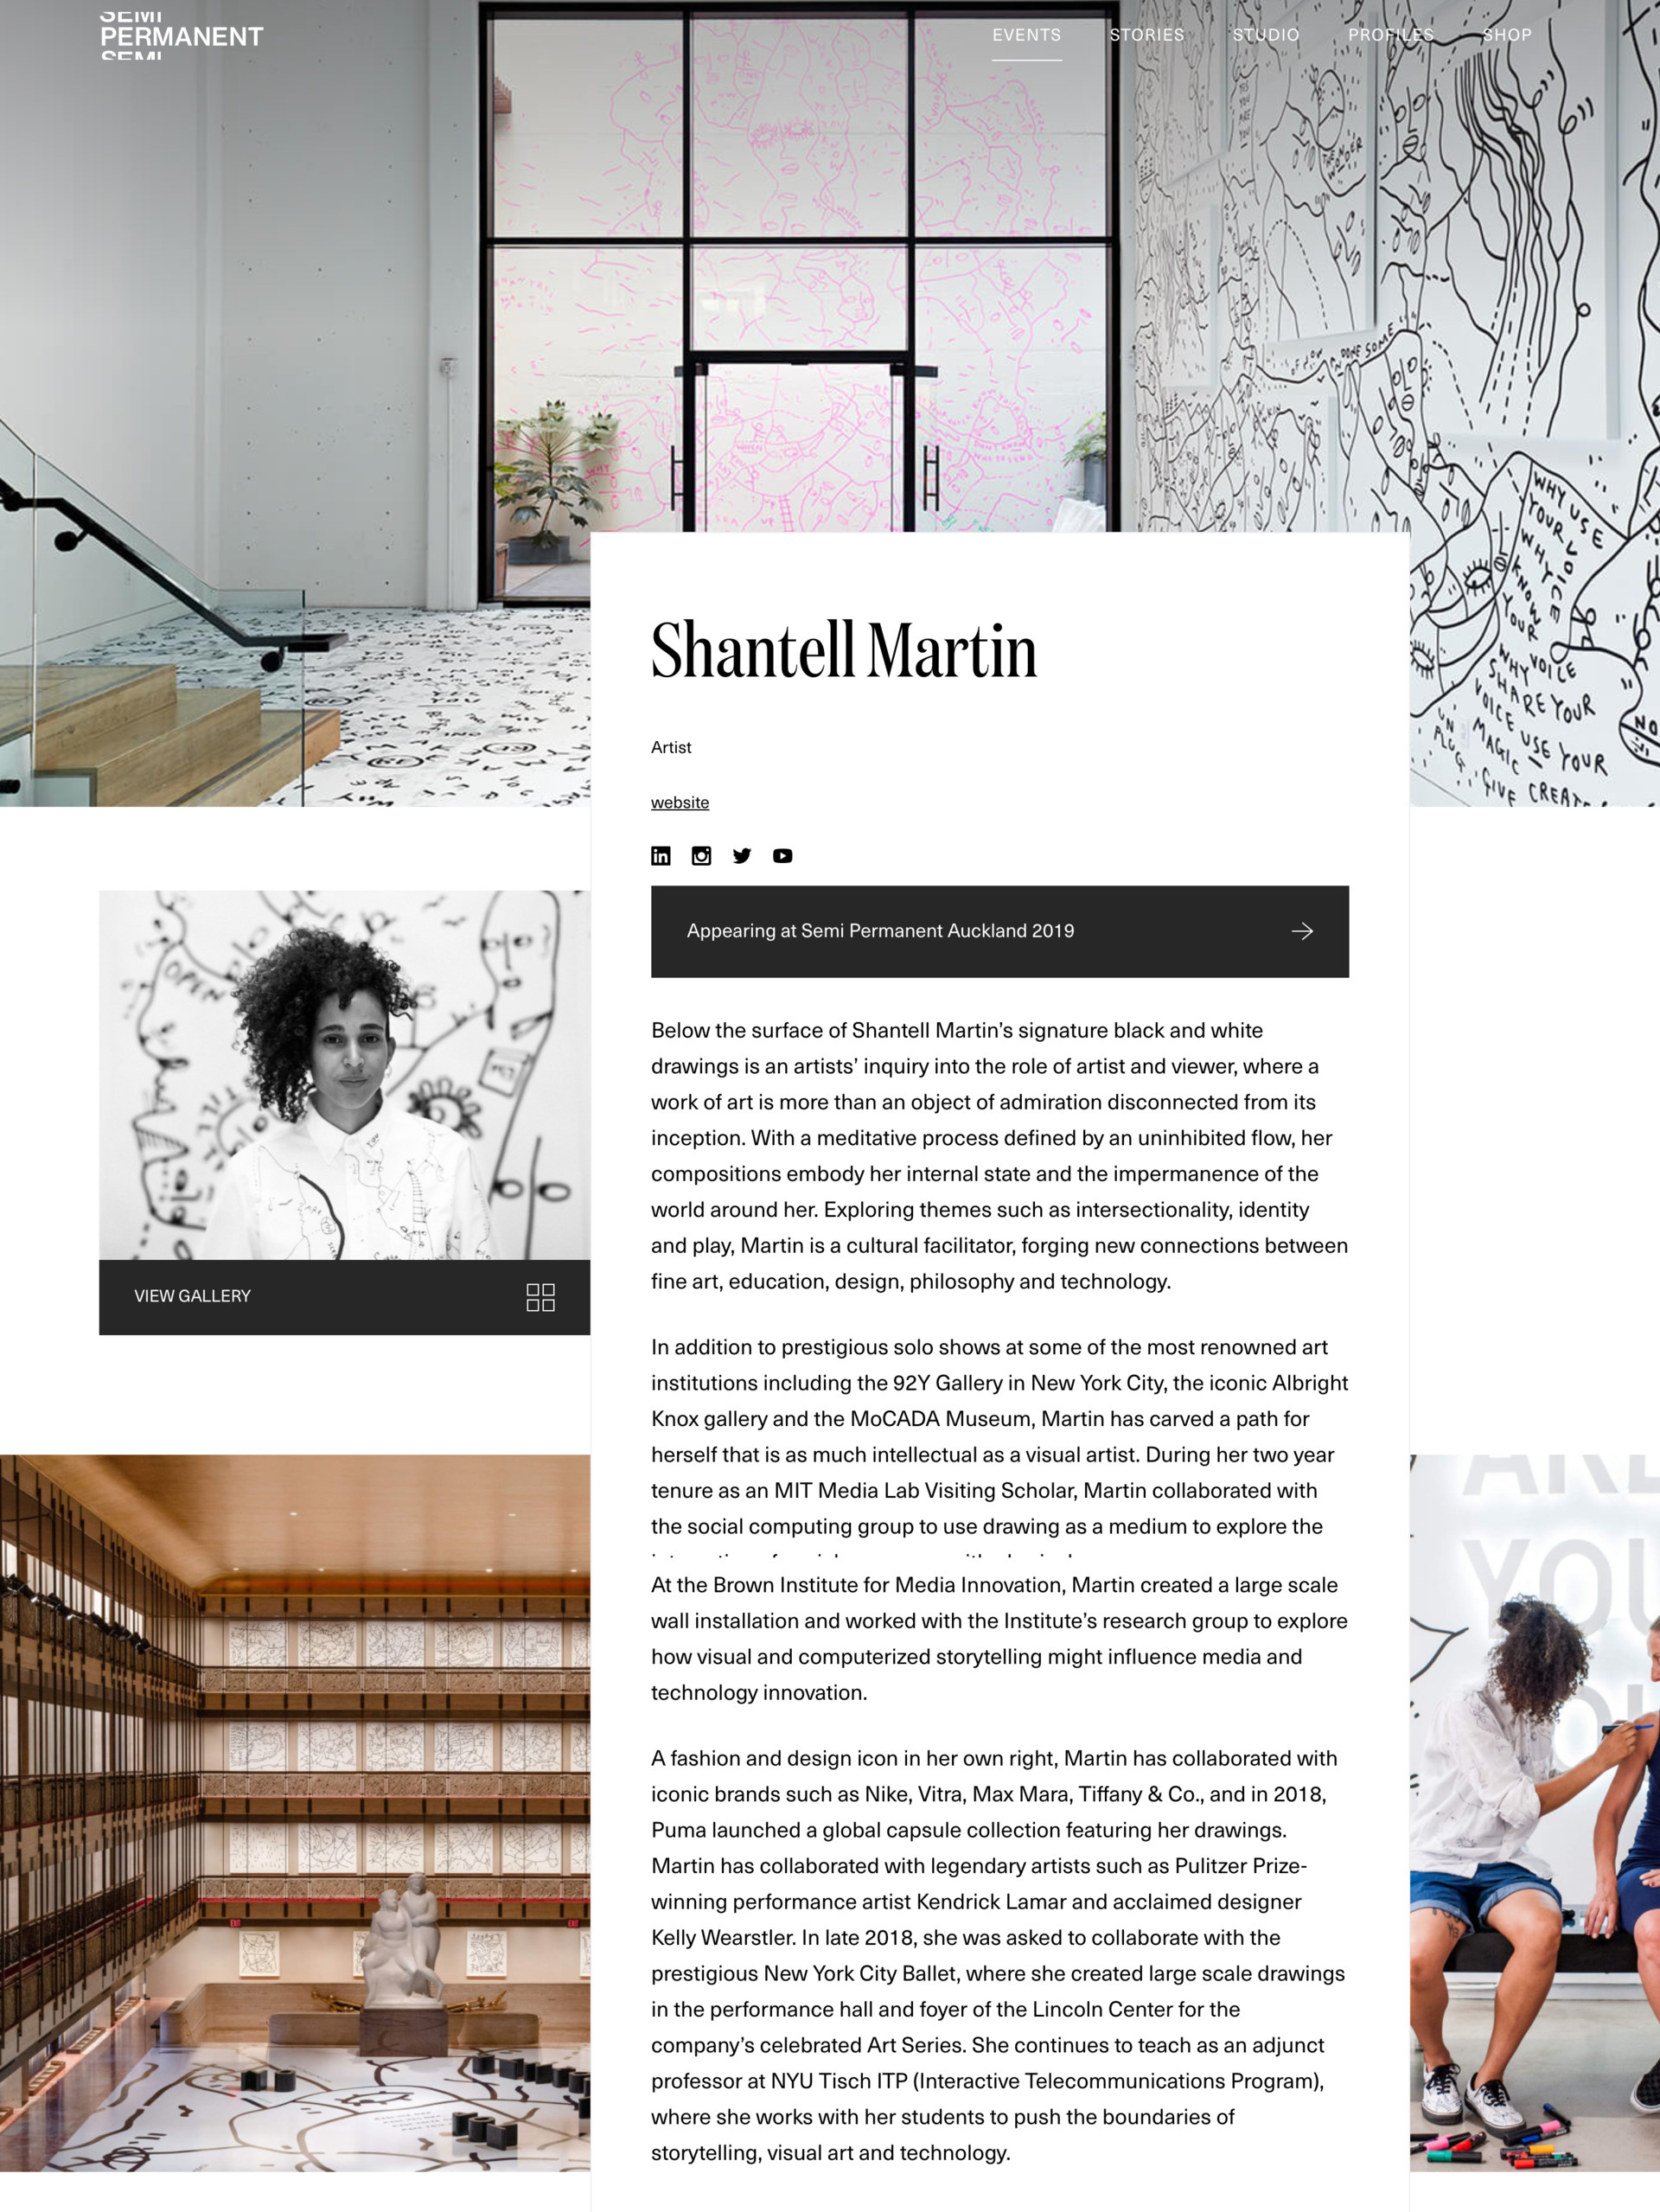 PERMANENT
EVENTS
STORIES
STUDIO
PROFILES
SHOP
WHY USE
YOUR
WHY
KNOW
YOUR
VOICE
WHY
SHARE YOUR
VOICE USE YOUR
MAGIC
GIVE
NO
DONE SOME
Shantell Martin
Artist
website
in
Appearing at Semi Permanent Auckland 2019
OPEN
VIEW GALLERY
Below the surface of Shantell Martin’s signature black and white
drawings is an artists’ inquiry into the role of artist and viewer, where a
work of art is more than an object of admiration disconnected from its
inception. With a meditative process defined by an uninhibited flow, her
compositions embody her internal state and the impermanence of the
world around her. Exploring themes such as intersectionality, identity
and play, Martin is a cultural facilitator, forging new connections between
fine art, education, design, philosophy and technology.
In addition to prestigious solo shows at some of the most renowned art
institutions including the 92Y Gallery in New York City, the iconic Albright
Knox gallery and the MoCADA Museum, Martin has carved a path for
herself that is as much intellectual as a visual artist. During her two year
tenure as an MIT Media Lab Visiting Scholar, Martin collaborated with
the social computing group to use drawing as a medium to explore the
At the Brown Institute for Media Innovation, Martin created a large scale
wall installation and worked with the Institute’s research group to explore
how visual and computerized storytelling might influence media and
technology innovation.
A fashion and design icon in her own right, Martin has collaborated with
iconic brands such as Nike, Vitra, Max Mara, Tiffany & Co., and in 2018,
Puma launched a global capsule collection featuring her drawings.
Martin has collaborated with legendary artists such as Pulitzer Prize-
winning performance artist Kendrick Lamar and acclaimed designer
Kelly Wearstler. In late 2018, she was asked to collaborate with the
prestigious New York City Ballet, where she created large scale drawings
in the performance hall and foyer of the Lincoln Center for the
company’s celebrated Art Series. She continues to teach as an adjunct
professor at NYU Tisch ITP (Interactive Telecommunications Program),
where she works with her students to push the boundaries of
storytelling, visual art and technology.
EXIT
EXIT